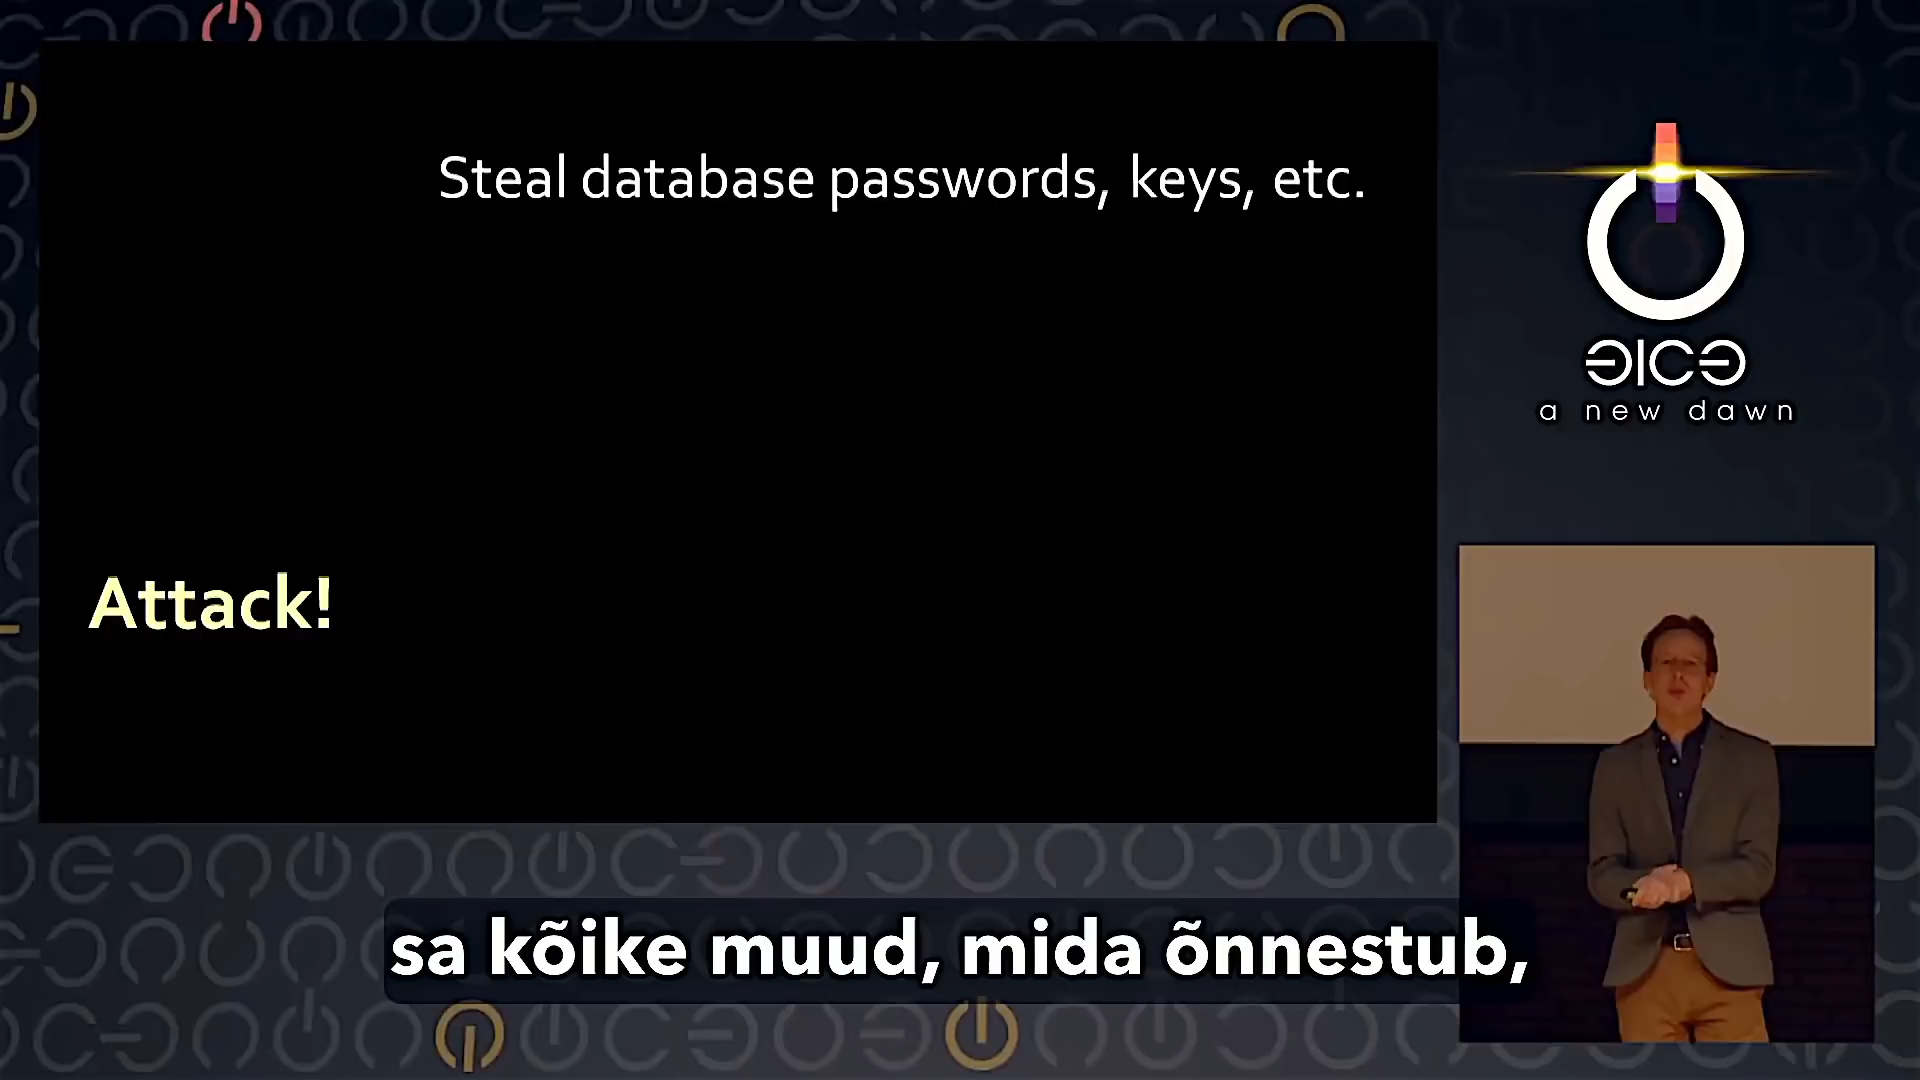 Steal database passwords, keys, etc.
a new dawn
Attack!
sa kõike muud, mida õnnestub,